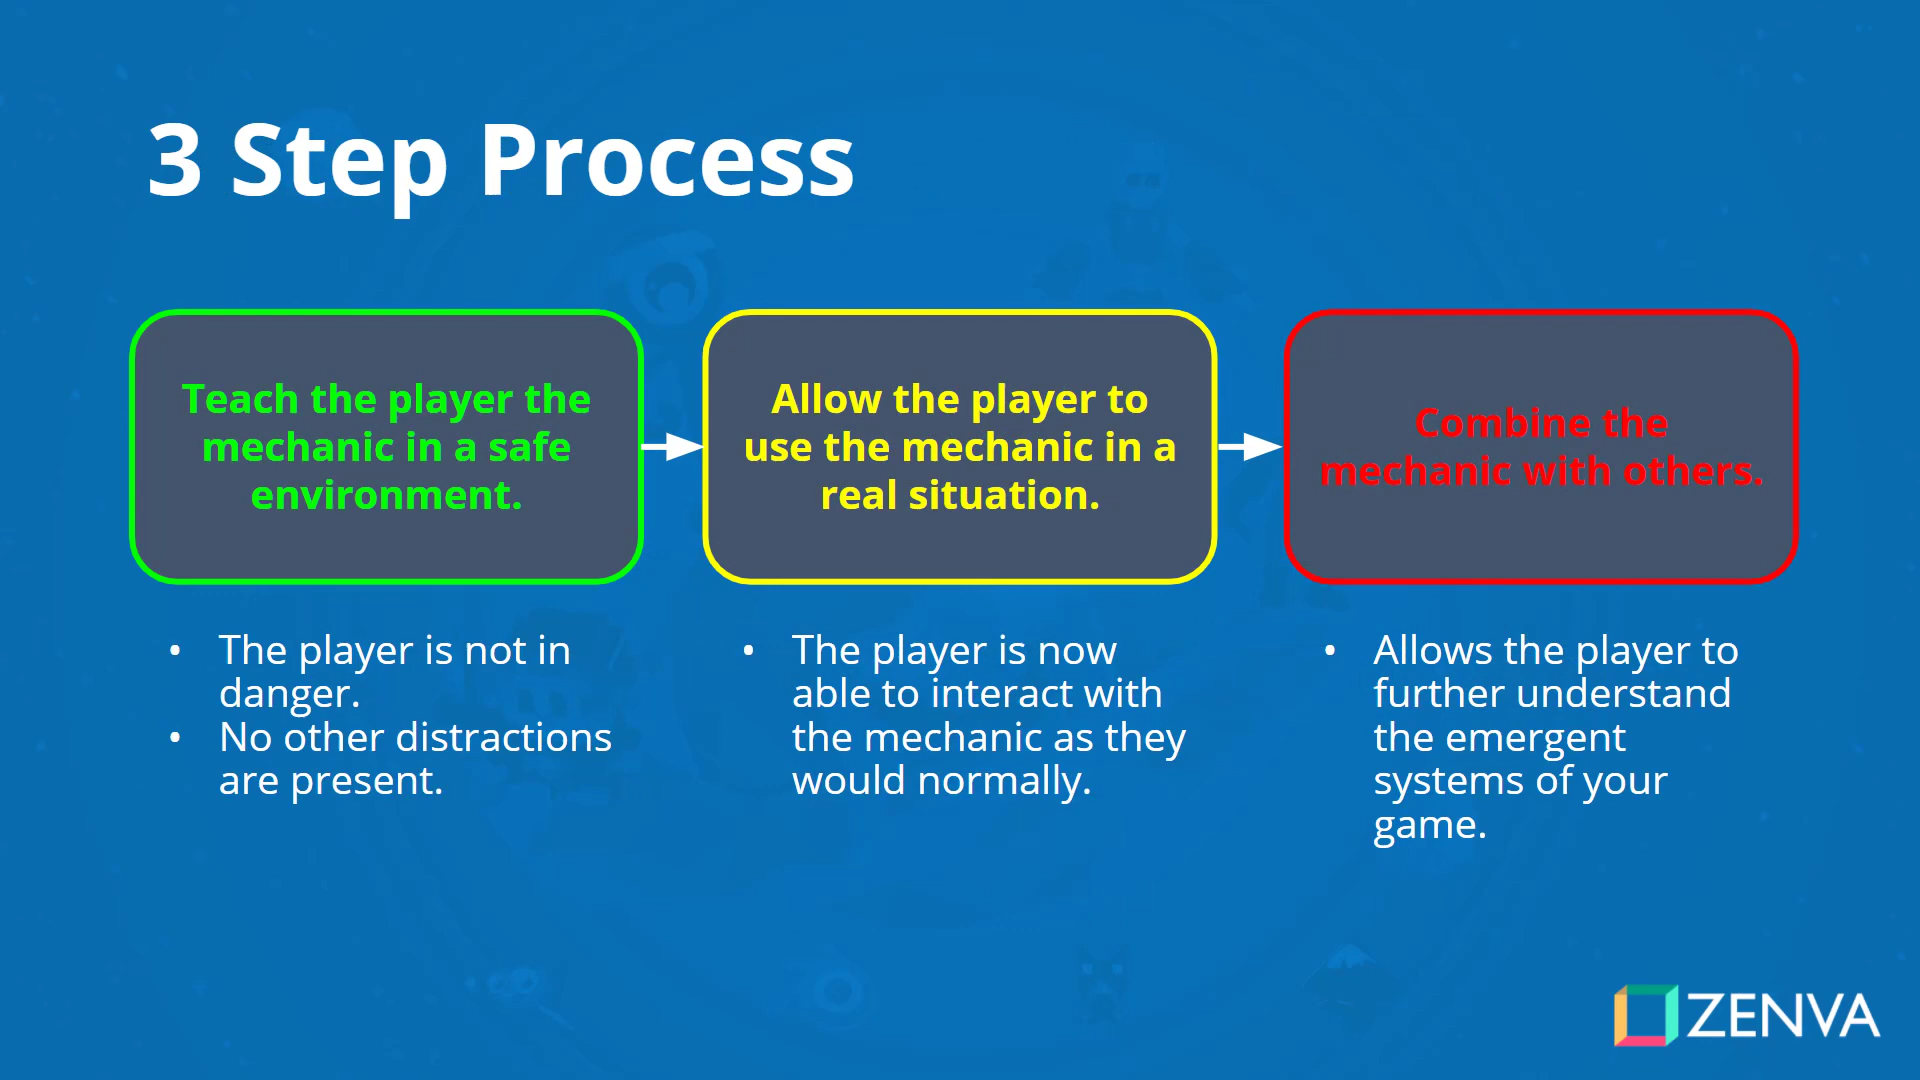 3 Step Process
Teach the player the
mechanic in a safe
environment.
Allow the player to
use the mechanic in a
real situation.
Combine the
mechanic with others.
• The player is not in
danger.
• No other distractions
are present.
• The player is now
able to interact with
the mechanic as they
would normally.
• Allows the player to
further understand
the emergent
systems of your
game.
ZENVA